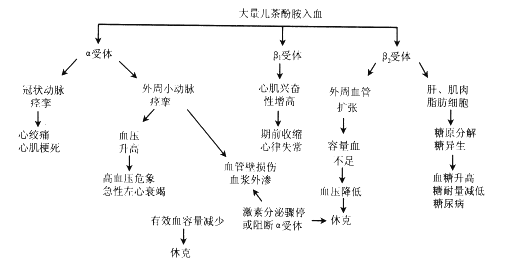 大量儿茶酚胺入血
α受体
β₁受体
β₂受体
冠状动脉
痉挛
外周小动脉
痉挛
心肌兴奋
性增高
外周血管
扩张
肝、肌肉
脂肪细胞
心绞痛
心肌梗死
血压
升高
期前收缩
心律失常
容量血
不足
糖原分解
糖异生
高血压危象
急性左心衰竭
血管壁损伤
血浆外渗
血压降低
血糖升高
糖耐量减低
糖尿病
有效血容量减少
激素分泌骤停
或阻断α受体
休克
休克